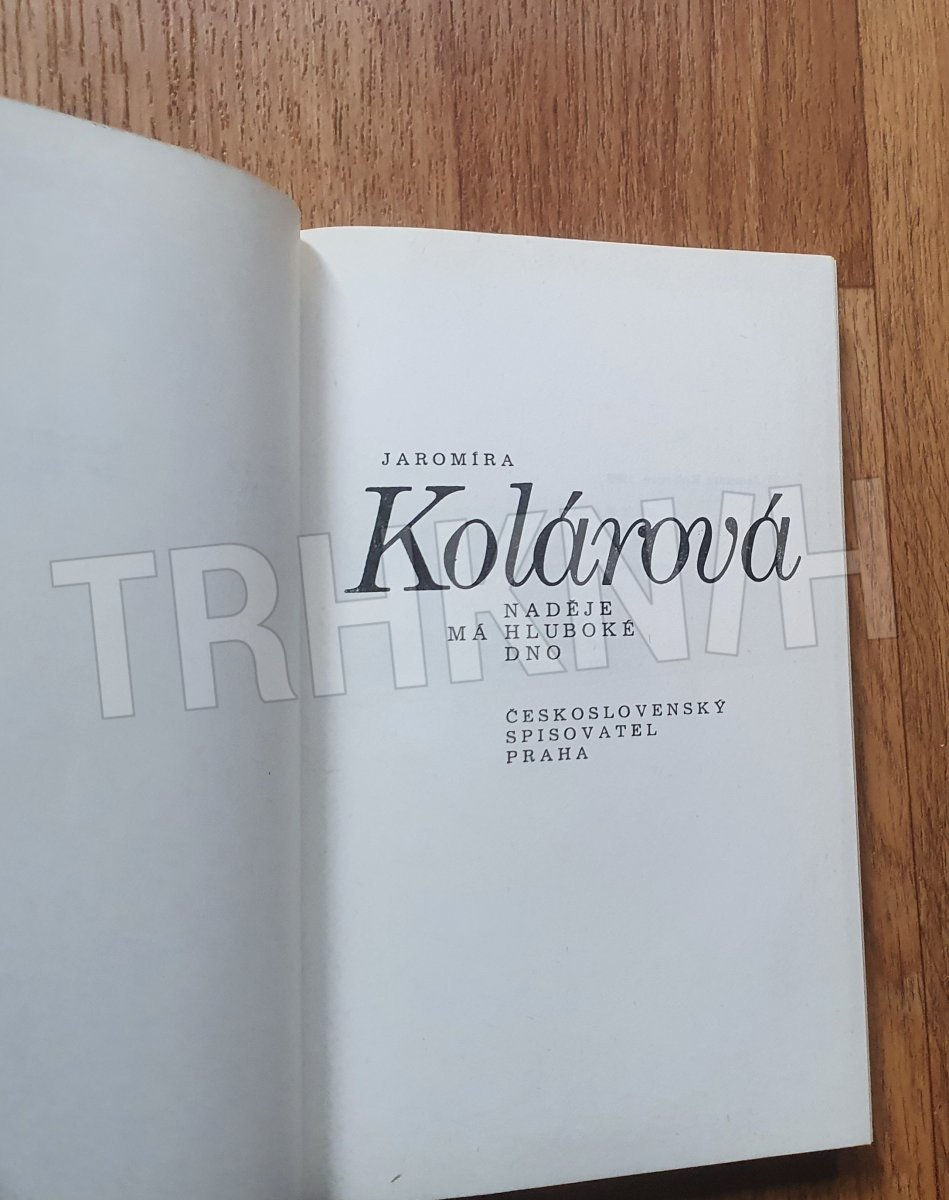 JAROMÍRA
Kolárová
NADĚJE
MÁ HLUBOKÉ
DNO
ČESKOSLOVENSKÝ
SPISOVATEL
PRAHA
TRHKNIH